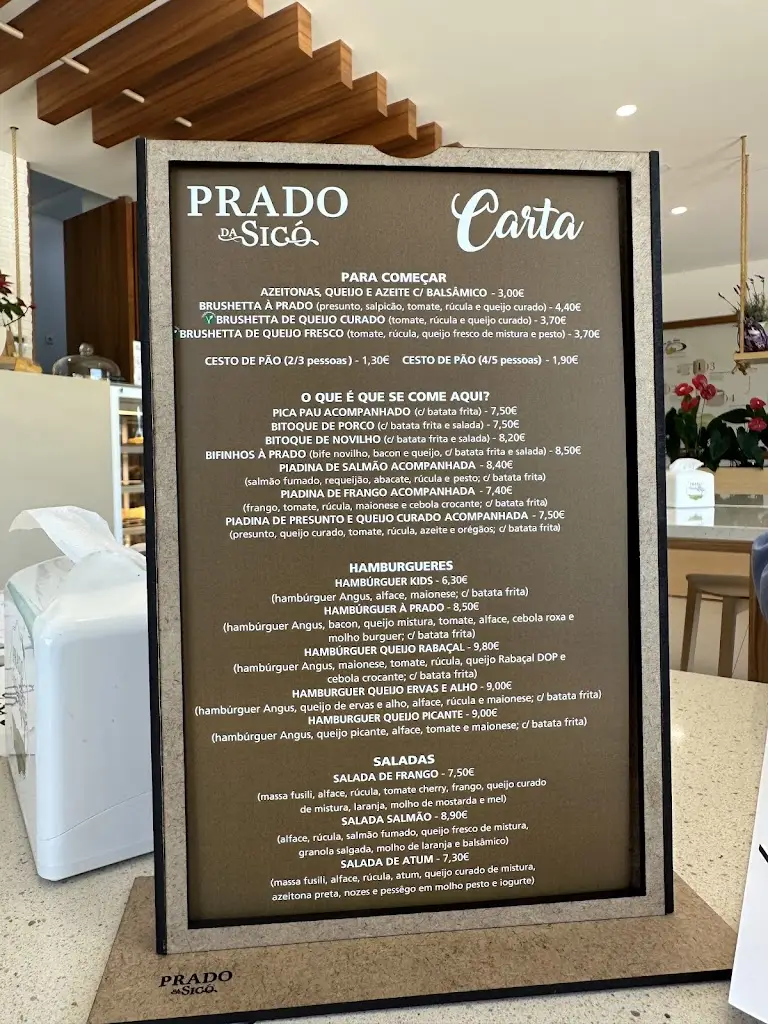 PRADO
DA SICÓ
Carta
PARA COMEÇAR
AZEITONAS, QUEIJO E AZEITE C/ BALSÂMICO - 3,00€
BRUSHETTA À PRADO (presunto, salpicão, tomate, rúcula e queijo curado) - 4,40€
BRUSHETTA DE QUEIJO CURADO (tomate, rúcula e queijo curado) - 3,70€
BRUSHETTA DE QUEIJO FRESCO (tomate, rúcula, queijo fresco de mistura e pesto) - 3,70€
CESTO DE PÃO (2/3 pessoas) - 1,30€ CESTO DE PÃO (4/5 pessoas) - 1,90€
O QUE É QUE SE COME AQUI?
PICA PAU ACOMPANHADO (c/ batata frita) - 7,50€
BITOQUE DE PORCO (c/ batata frita e salada) - 7,50€
BITOQUE DE NOVILHO (c/ batata frita e salada) - 8,20€
BIFINHOS À PRADO (bife novilho, bacon e queijo, c/ batata frita e salada) - 8,50€
PIADINA DE SALMÃO ACOMPANHADA - 8,40€
(salmão fumado, requeijão, abacate, rúcula e pesto; c/ batata frita)
PIADINA DE FRANGO ACOMPANHADA - 7,40€
(frango, tomate, rúcula, maionese e cebola crocante; c/ batata frita)
PIADINA DE PRESUNTO E QUEIJO CURADO ACOMPANHADA - 7,50€
(presunto, queijo curado, tomate, rúcula, azeite e orégãos; c/ batata frita)
HAMBURGUERES
HAMBÚRGUER KIDS - 6,30€
(hambúrguer Angus, alface, maionese; c/ batata frita)
HAMBÚRGUER À PRADO - 8,50€
(hambúrguer Angus, bacon, queijo mistura, tomate, alface, cebola roxa e
molho burguer; c/ batata frita)
HAMBÚRGUER QUEIJO RABAÇAL - 9,80€
(hambúrguer Angus, maionese, tomate, rúcula, queijo Rabaçal DOP e
cebola crocante; c/ batata frita)
HAMBURGUER QUEIJO ERVAS E ALHO - 9,00€
(hambúrguer Angus, queijo de ervas e alho, alface, rúcula e maionese; c/ batata frita)
HAMBURGUER QUEIJO PICANTE - 9,00€
(hambúrguer Angus, queijo picante, alface, tomate e maionese; c/ batata frita)
SALADAS
SALADA DE FRANGO - 7,50€
(massa fusili, alface, rúcula, tomate cherry, frango, queijo curado
de mistura, laranja, molho de mostarda e mel)
SALADA SALMÃO - 8,90€
(alface, rúcula, salmão fumado, queijo fresco de mistura,
granola salgada, molho de laranja e balsâmico)
SALADA DE ATUM - 7,30€
(massa fusili, alface, rúcula, atum, queijo curado de mistura,
azeitona preta, nozes e pessêgo em molho pesto e iogurte)
PRADO
DA SICÓ